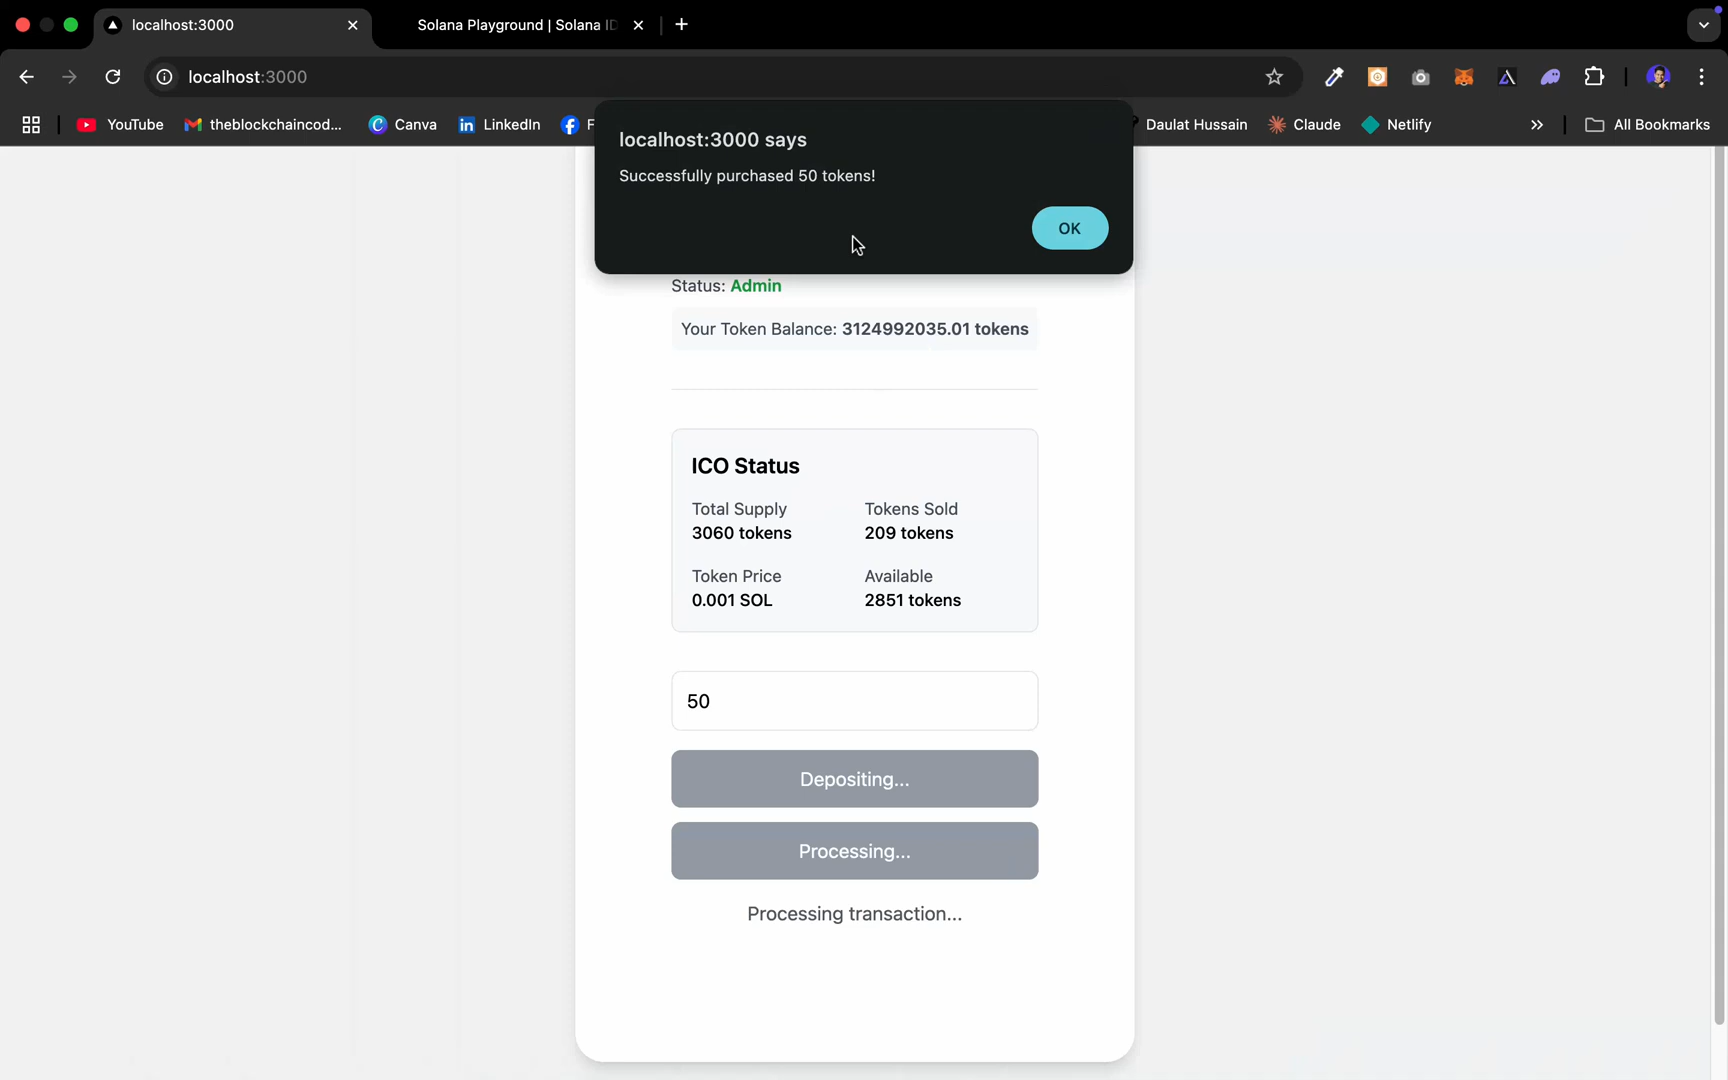 localhost:3000
Solana Playground | Solana ID
localhost:3000
YouTube
theblockchaincod...
Canva
LinkedIn
F
Daulat Hussain
Claude
Netlify
All Bookmarks
localhost:3000 says
Successfully purchased 50 tokens!
OK
Status: Admin
Your Token Balance: 3124992035.01 tokens
ICO Status
Total Supply
3060 tokens
Tokens Sold
209 tokens
Token Price
0.001 SOL
Available
2851 tokens
50
Depositing...
Processing...
Processing transaction...